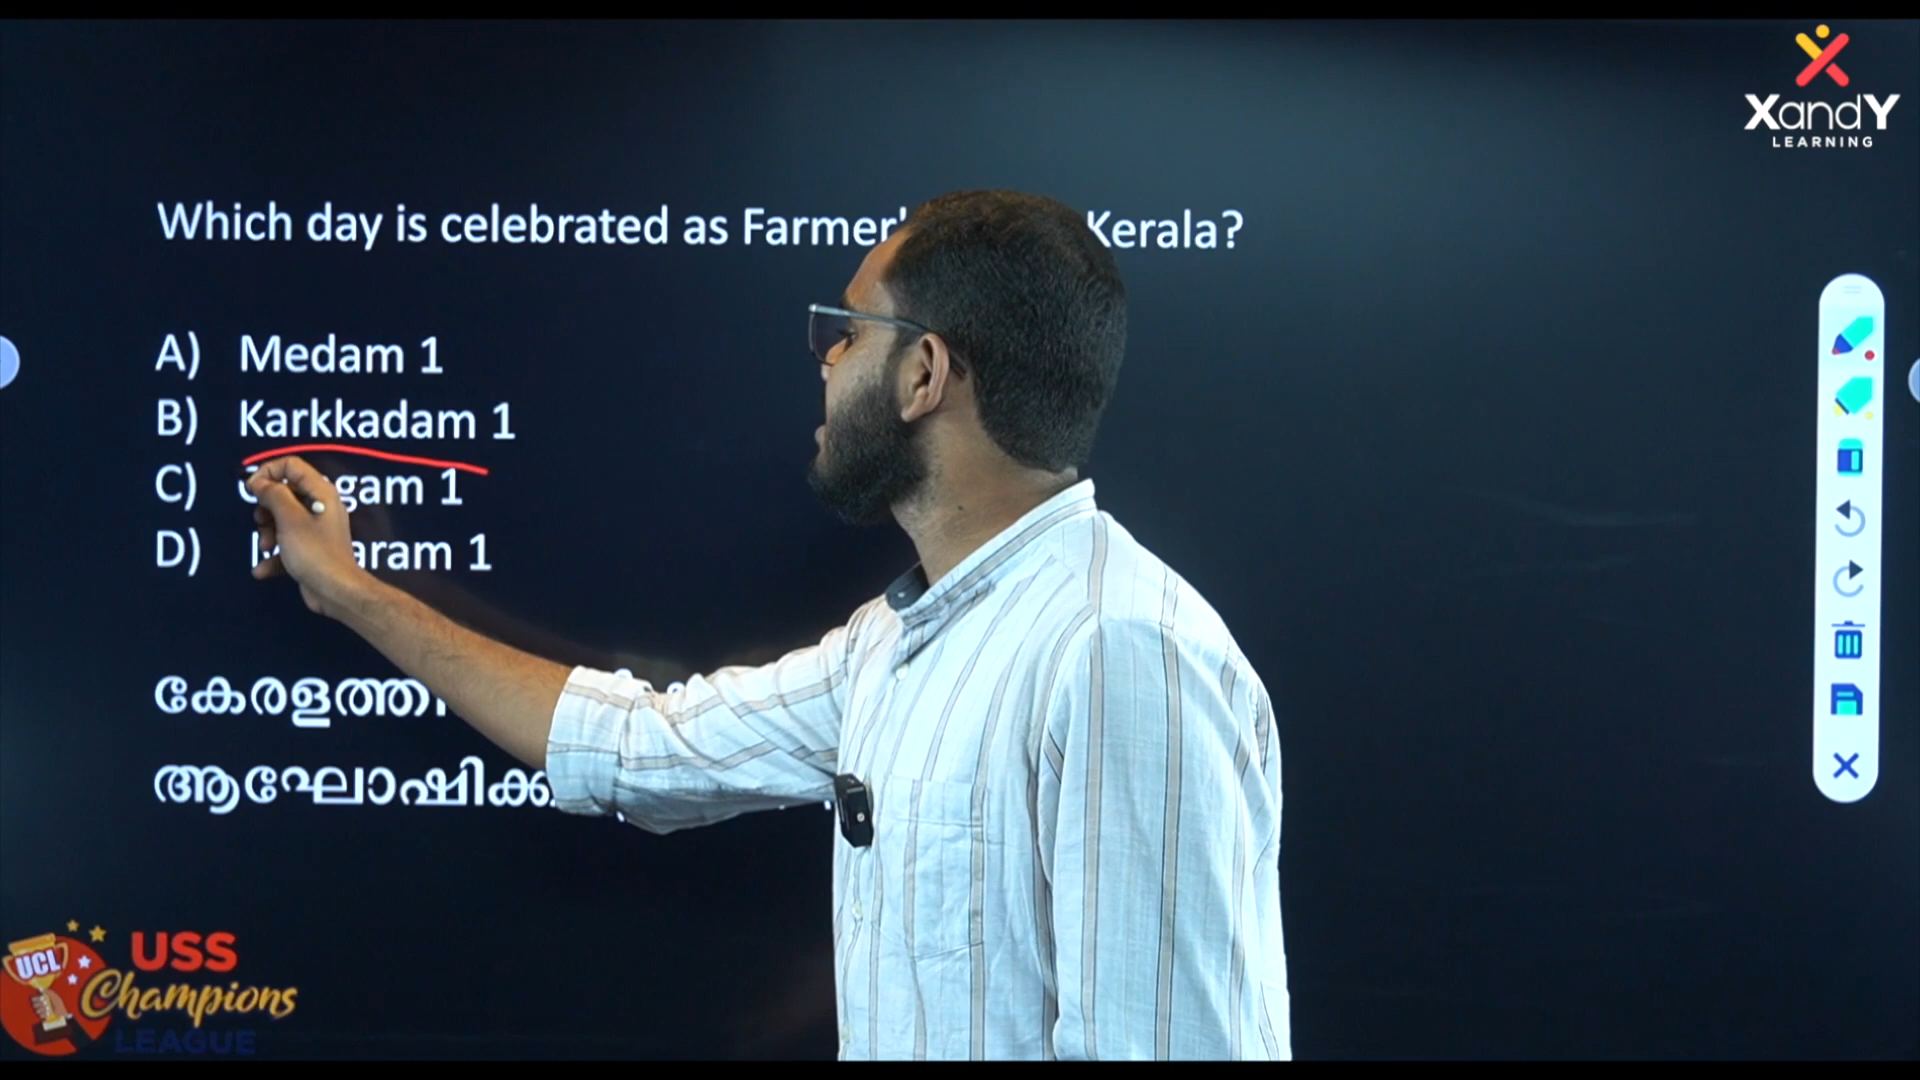 XandY
LEARNING
Which day is celebrated as Farmer' Kerala?
A) Medam 1
B) Karkkadam 1
C) gam 1
D) aram 1
കേരളത്തി
ആഘോഷിക്ക
UCL
USS
Champions
LEAGUE